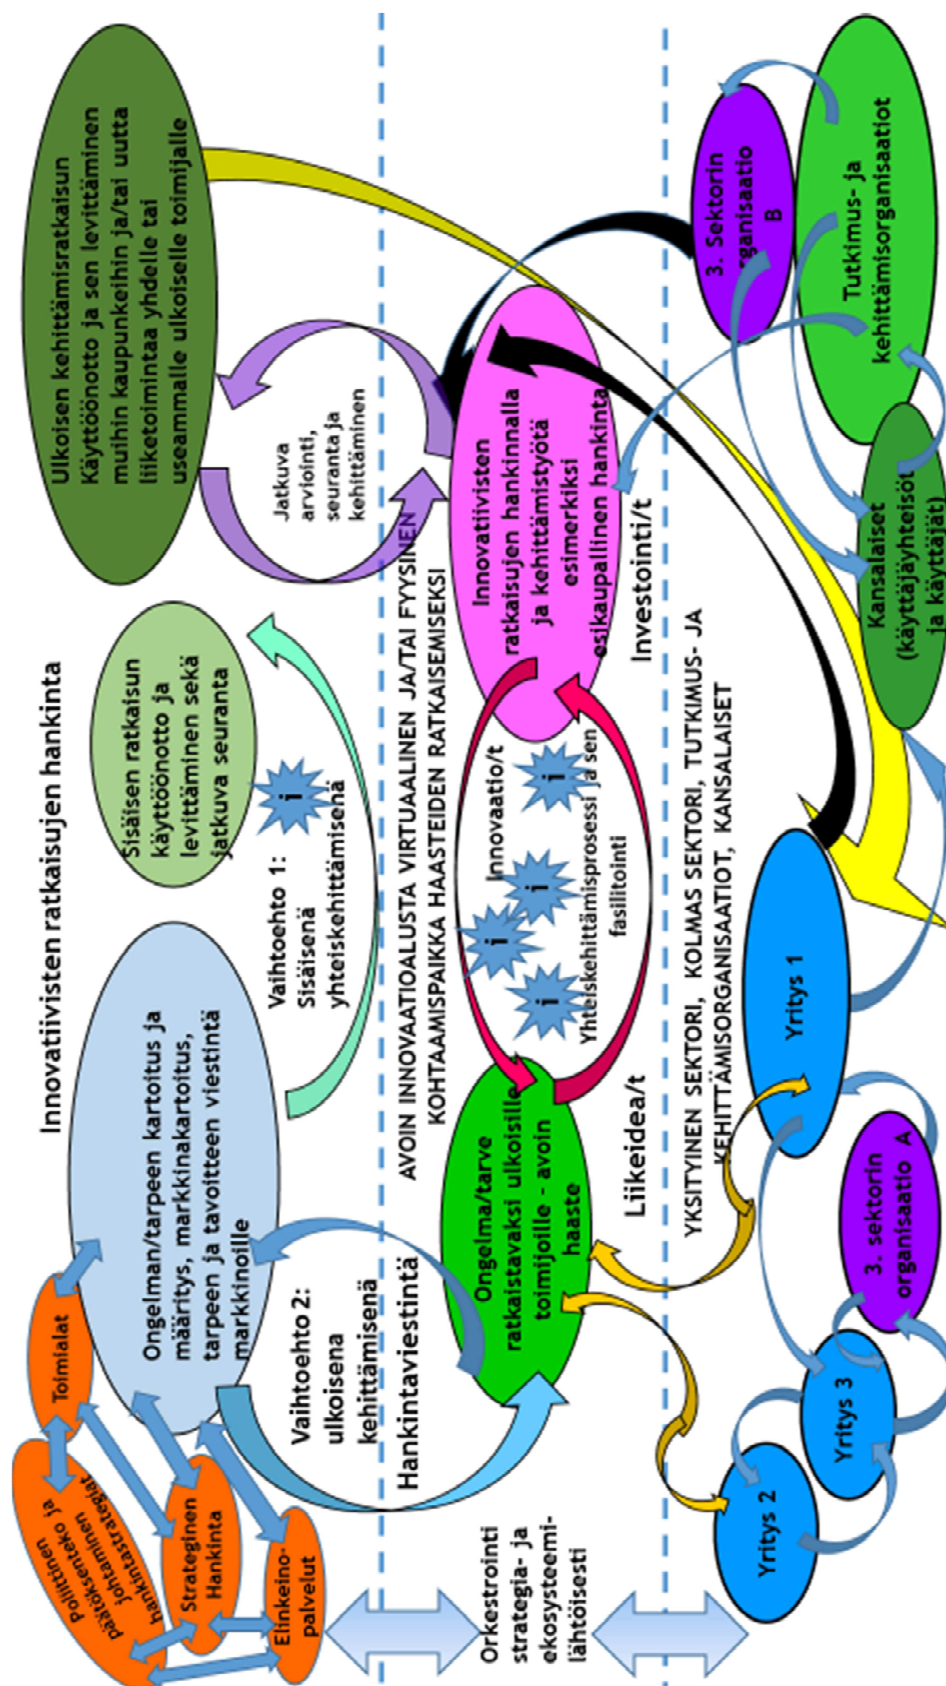 Innovatiivisten ratkaisujen hankinta
Poliittinen
päätöksenteko ja
johtaminen
hankintastrategiat
Toimialat
Strateginen
Hankinta
Elinkeino-
palvelut
Ongelman/tarpeen kartoitus ja
määritys, markkinakartoitus,
tarpeen ja tavoitteen viestintä
markkinoille
Sisäisen ratkaisun
käyttöönotto ja
levittäminen sekä
jatkuva seuranta
Ulkoisen kehittämisratkaisun
Käyttöönotto ja sen levittäminen
muihin kaupunkeihin ja/tai uutta
liiketoimintaa yhdelle tai
useammalle ulkoiselle toimijalle
Vaihtoehto 1:
Sisäisenä
yhteiskehittämisenä
i
Vaihtoehto 2:
ulkoisena
kehittämisenä
Hankintaviestintä
Jatkuva
arviointi,
seuranta ja
kehittäminen
AVOIN INNOVAATIOALUSTA VIRTUAALINEN JA/TAI FYYSINEN
KOHTAAMISPAIKKA HAASTEIDEN RATKAISEMISEKSI
Orkestrointi
strategia- ja
ekosysteemi-
lähtöisesti
Ongelma/tarve
ratkaistavaksi ulkoisille
toimijoille - avoin
haaste
Innovaatio/t
i
i
i
i
Yhteiskehittämisprosessi ja sen
fasilitointi
Innovatiivisten
ratkaisujen hankinnalla
ja kehittämistyötä
esimerkiksi
esikaupallinen hankinta
Liikeidea/t
Investointi/t
YKSITYINEN SEKTORI, KOLMAS SEKTORI, TUTKIMUS- JA
KEHITTÄMISORGANISAATIOT, KANSALAISET
Yritys 2
Yritys 3
3. sektorin
organisaatio A
Yritys 1
Kansalaiset
(käyttäjäyhteisöt
ja käyttäjät)
3. Sektorin
organisaatio
B
Tutkimus- ja
kehittämisorganisaatiot